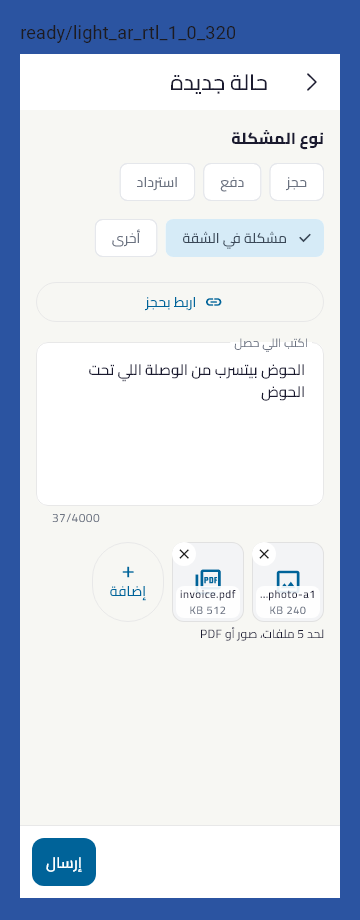 ready/light_ar_rtl_1_0_320
حالة جديدة
نوع المشكلة
حجز
دفع
استرداد
مشكلة في الشقة
أخرى
اربط بحجز
اكتب اللي حصل
الحوض بيتسرب من الوصلة اللي تحت
الحوض
37/4000
photo-a1...
240 KB
PDF
invoice.pdf
512 KB
إضافة
لحد 5 ملفات، صور أو PDF
إرسال